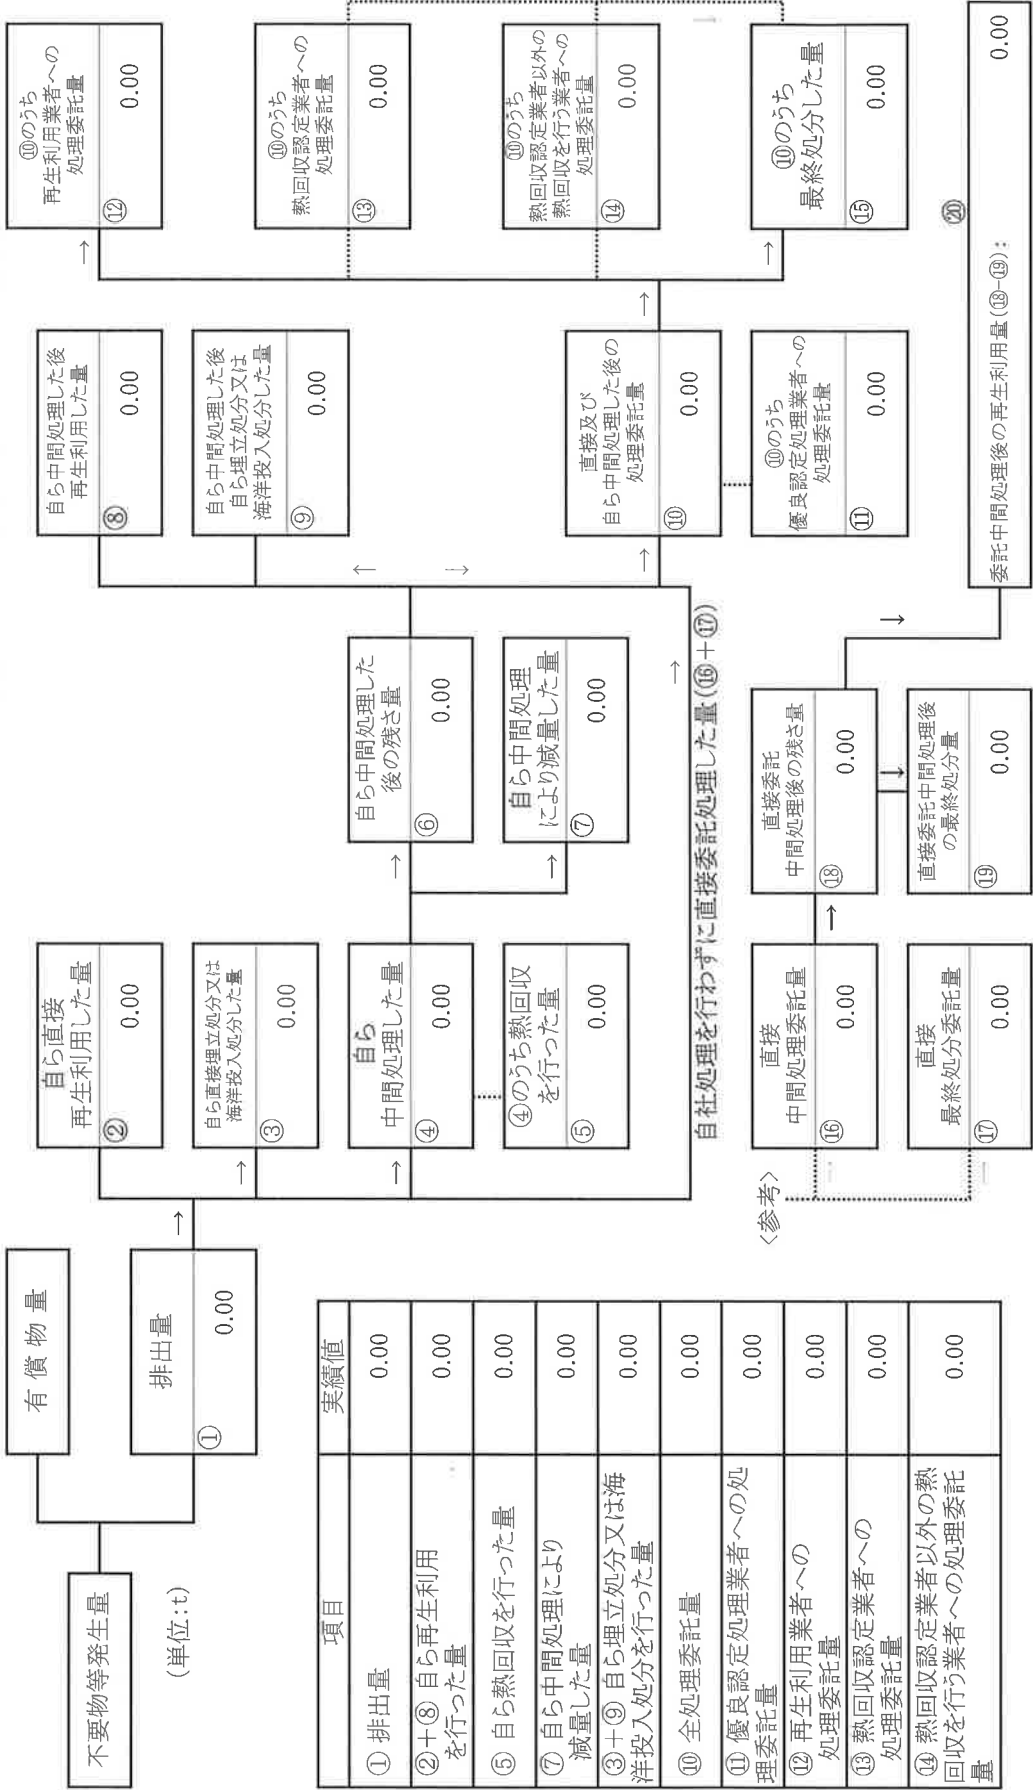 不要物等発生量
(単位:t)
有 償 物 量
排出量
①
0.00
自ら直接
再生利用した量
②
0.00
自ら直接埋立処分又は
海洋投入処分した量
③
0.00
自ら
中間処理した量
④
0.00
④のうち熱回収
を行った量
⑤
0.00
自ら中間処理した
後の残さ量
⑥
0.00
自ら中間処理
により減量した量
⑦
0.00
自ら中間処理した後
再生利用した量
⑧
0.00
自ら中間処理した後
自ら埋立処分又は
海洋投入処分した量
⑨
0.00
直接及び
自ら中間処理した後の
処理委託量
⑩
0.00
⑩のうち
優良認定処理業者への
処理委託量
⑪
0.00
⑩のうち
再生利用業者への
処理委託量
⑫
0.00
⑩のうち
熱回収認定業者への
処理委託量
⑬
0.00
⑩のうち
熱回収認定業者以外の
熱回収を行う業者への
処理委託量
⑭
0.00
⑩のうち
最終処分した量
⑮
0.00
自社処理を行わずに直接委託処理した量(⑯+⑰)
<参考>
直接
中間処理委託量
⑯
0.00
直接
最終処分委託量
⑰
0.00
直接委託
中間処理後の残さ量
⑱
0.00
直接委託中間処理後
の最終処分量
⑲
0.00
⑳
委託中間処理後の再生利用量(⑱-⑲): 0.00
項目 実績値
① 排出量 0.00
②+⑧ 自ら再生利用
を行った量 0.00
⑤ 自ら熱回収を行った量 0.00
⑦ 自ら中間処理により
減量した量 0.00
③+⑨ 自ら埋立処分又は海
洋投入処分を行った量 0.00
⑩ 全処理委託量 0.00
⑪ 優良認定処理業者への処
理委託量 0.00
⑫ 再生利用業者への
処理委託量 0.00
⑬ 熱回収認定業者への
処理委託量 0.00
⑭ 熱回収認定業者以外の熱
回収を行う業者への処理委託
量 0.00